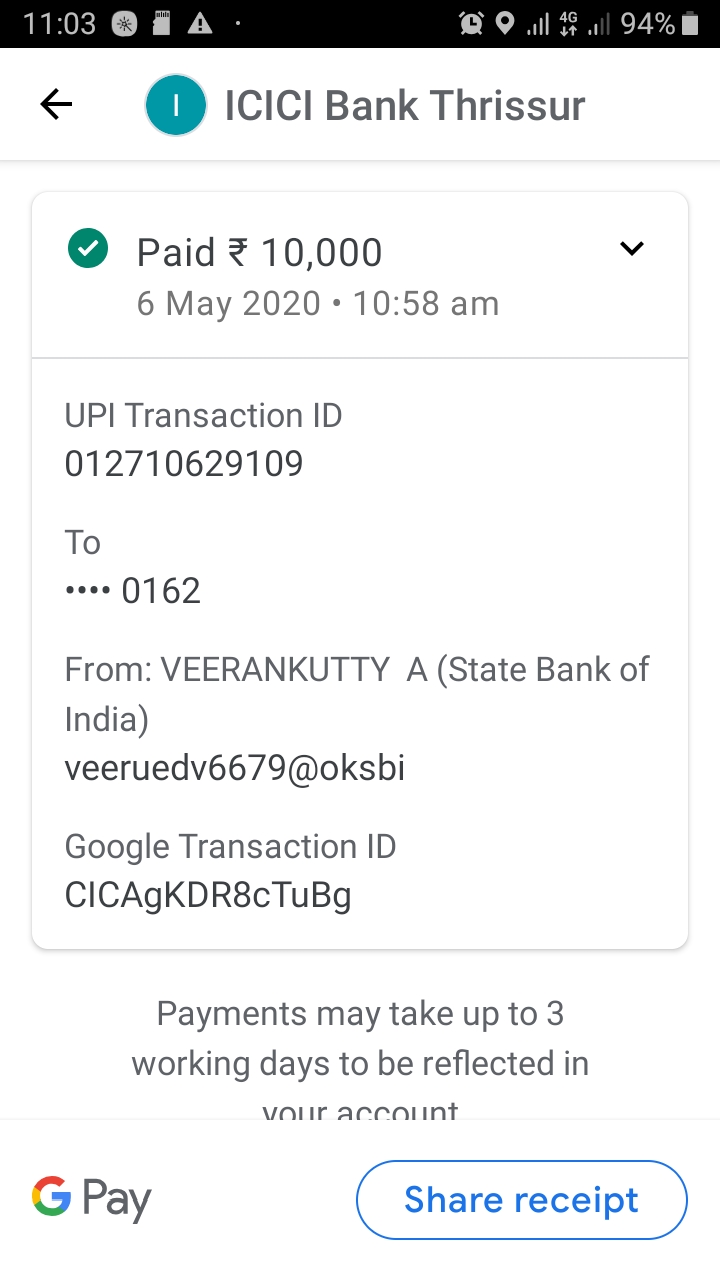 11:03 4G 94%
I ICICI Bank Thrissur
Paid ₹ 10,000
6 May 2020 • 10:58 am
UPI Transaction ID
012710629109
To
•••• 0162
From: VEERANKUTTY  A (State Bank of
India)
veeruedv6679@oksbi
Google Transaction ID
CICAgKDR8cTuBg
Payments may take up to 3
working days to be reflected in
your account
G Pay
Share receipt